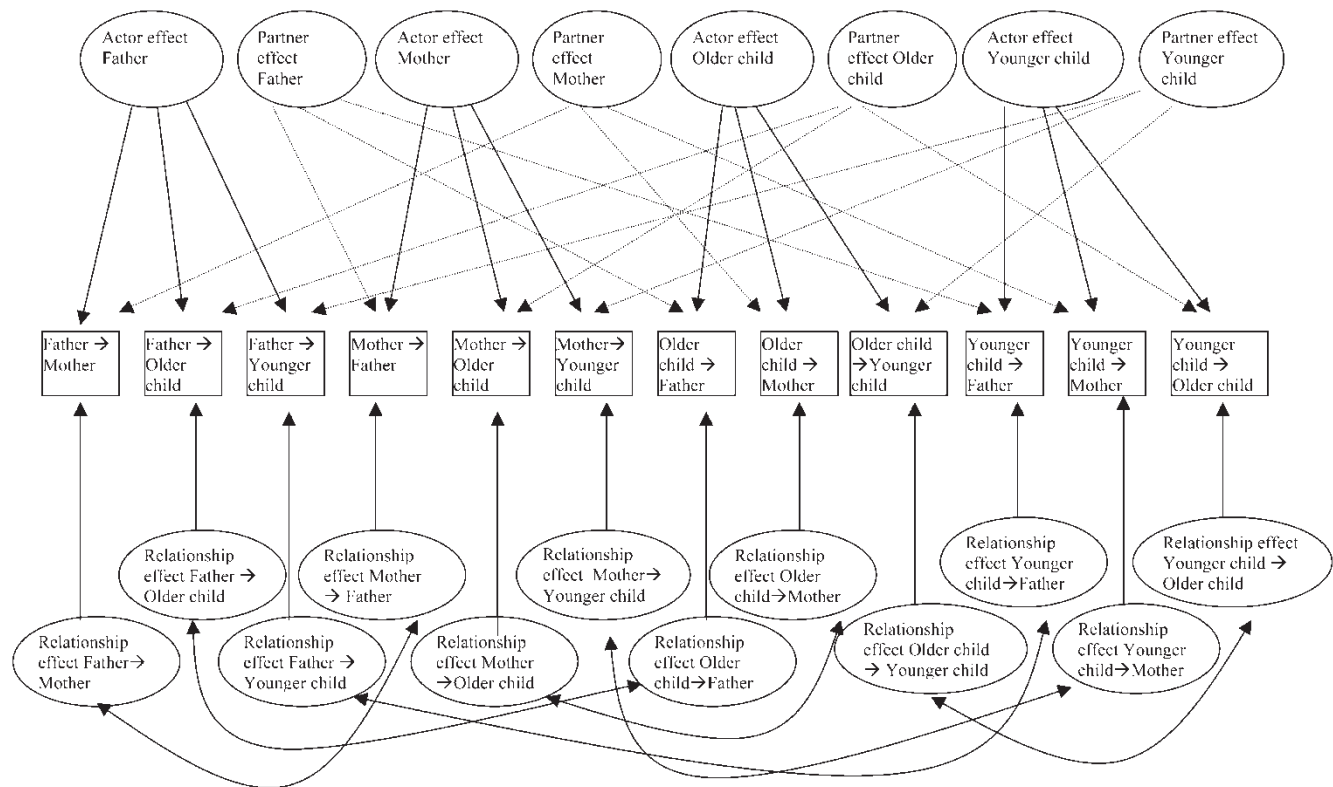 Actor effect
Father
Partner
effect
Father
Actor effect
Mother
Partner
effect
Mother
Actor effect
Older child
Partner
effect Older
child
Actor effect
Younger child
Partner effect
Younger
child
Father →
Mother
Father →
Older
child
Father →
Younger
child
Mother →
Father
Mother →
Older
child
Mother→
Younger
child
Older
child →
Father
Older
child →
Mother
Older child
→Younger
child
Younger
child →
Father
Younger
child →
Mother
Younger
child →
Older child
Relationship
effect Father →
Older child
Relationship
effect Mother
→ Father
Relationship
effect Mother→
Younger child
Relationship
effect Older
child→Mother
Relationship
effect Younger
child→Father
Relationship effect
Younger child →
Older child
Relationship
effect Father→
Mother
Relationship
effect Father →
Younger child
Relationship
effect Mother
→Older child
Relationship
effect Older
child→Father
Relationship
effect Older child
→ Younger child
Relationship
effect Younger
child→Mother